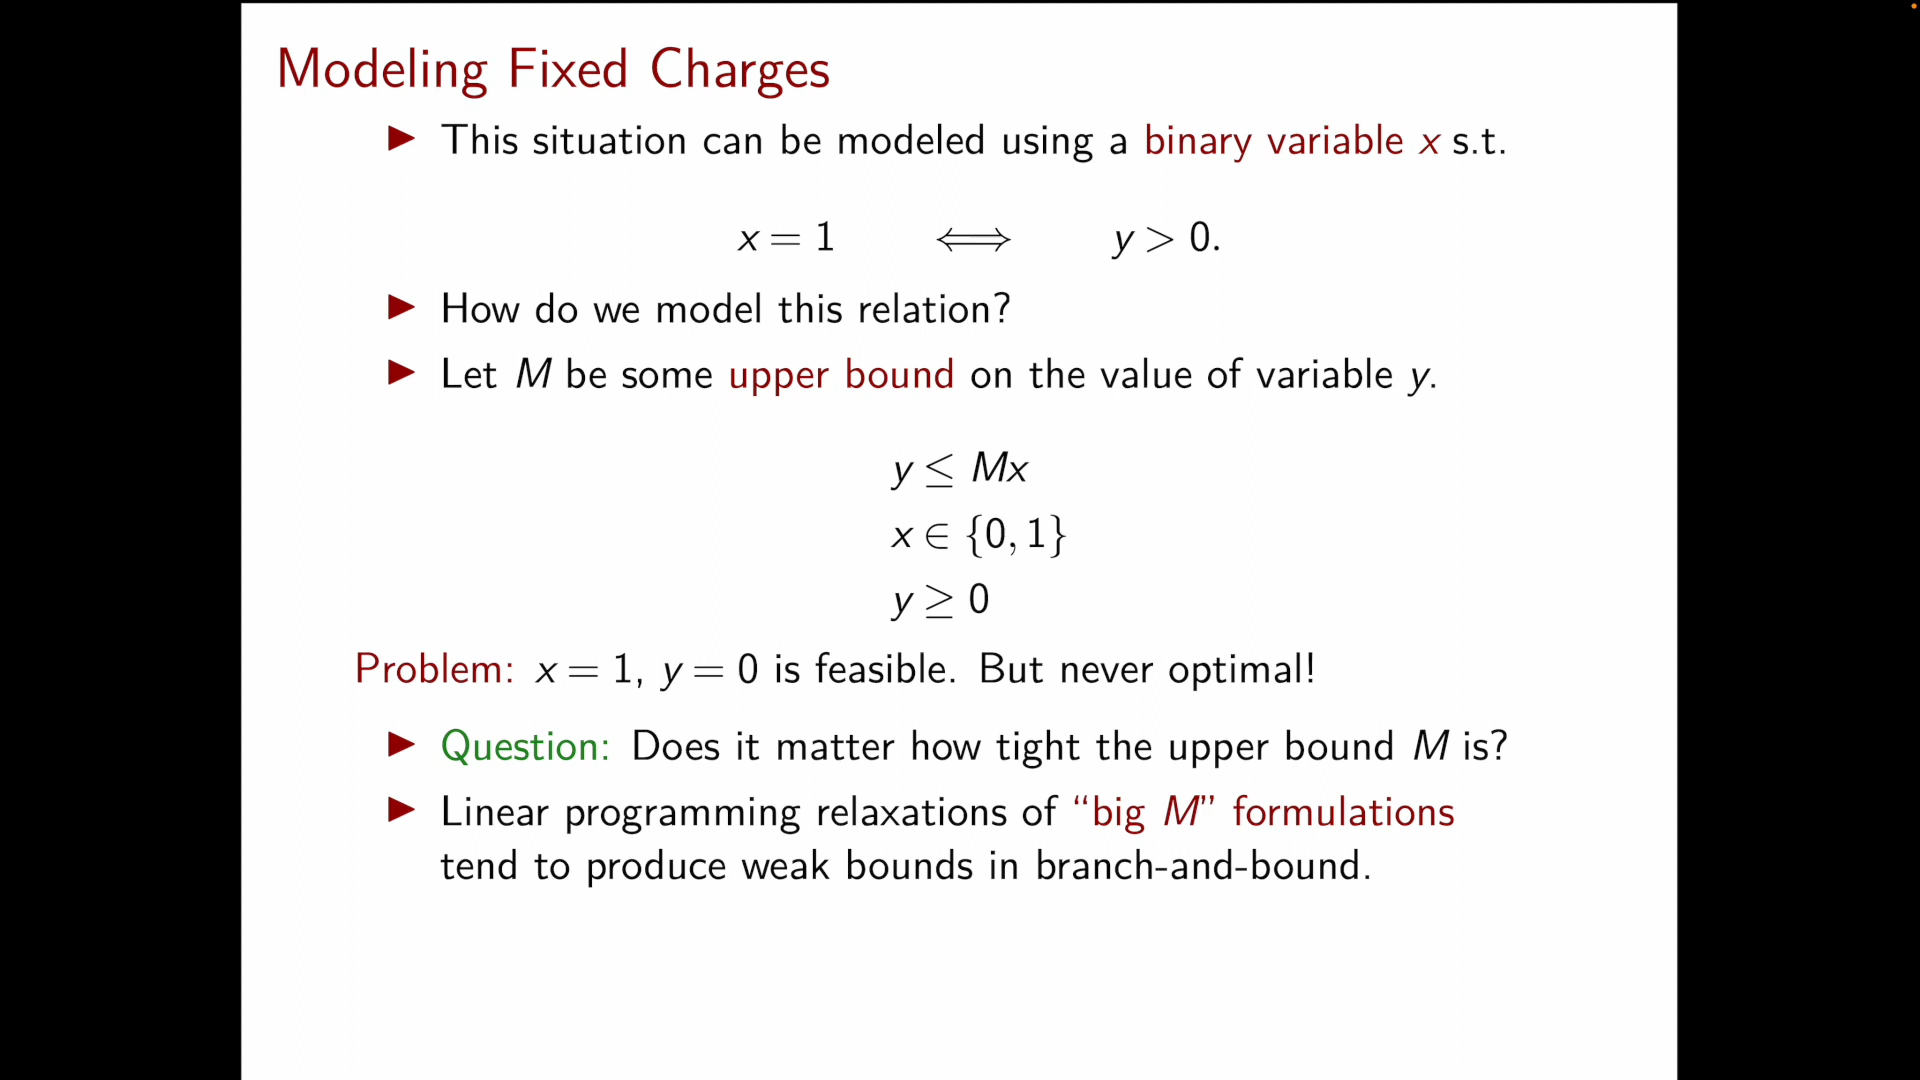 Modeling Fixed Charges
▶ This situation can be modeled using a binary variable x s.t.
x = 1 ⟺ y > 0.
▶ How do we model this relation?
▶ Let M be some upper bound on the value of variable y.
y ≤ Mx
x ∈ {0, 1}
y ≥ 0
Problem: x = 1, y = 0 is feasible. But never optimal!
▶ Question: Does it matter how tight the upper bound M is?
▶ Linear programming relaxations of “big M” formulations
tend to produce weak bounds in branch-and-bound.